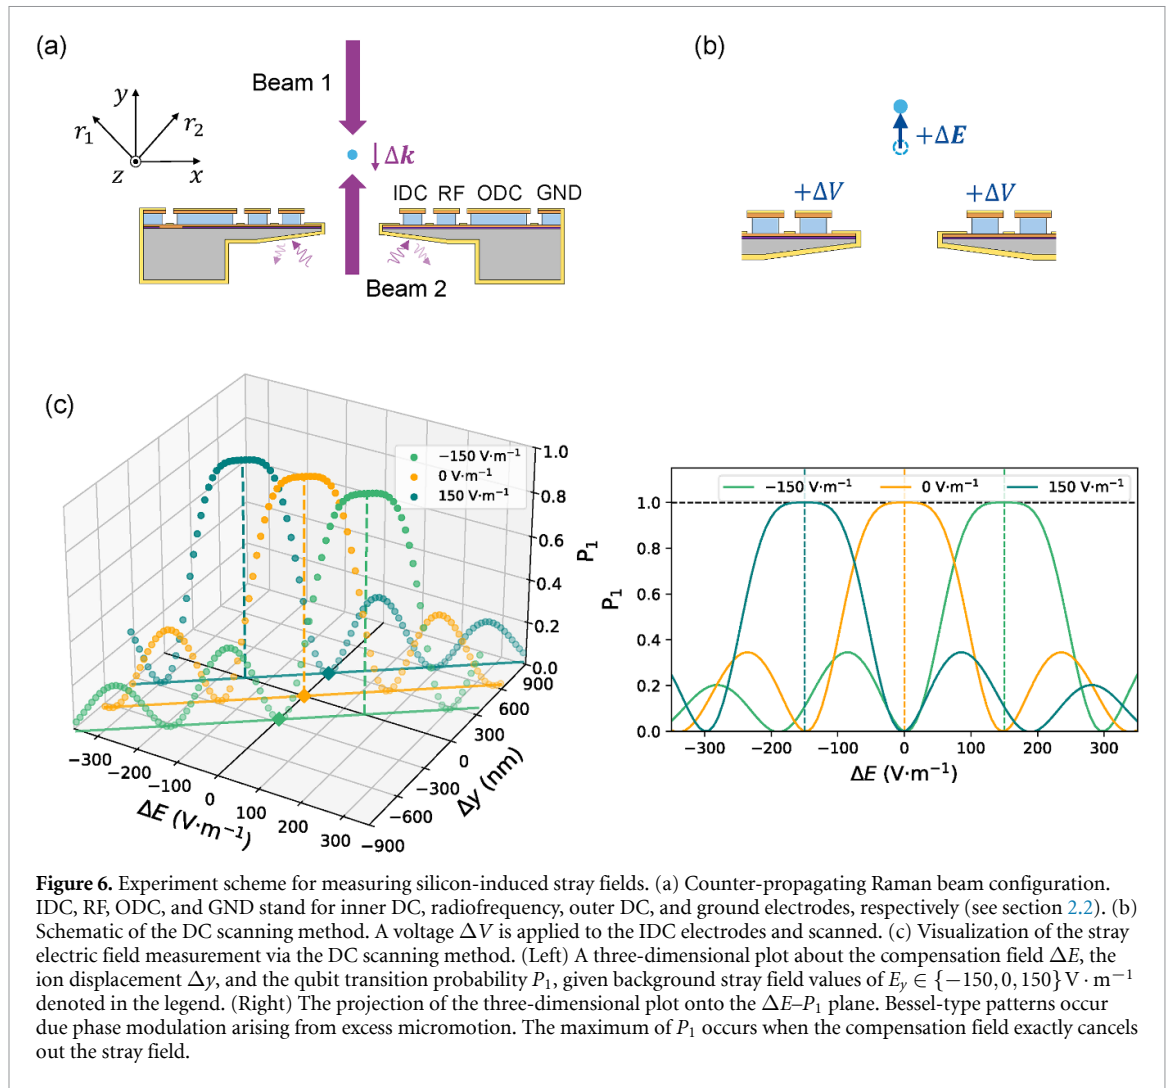 (a)
Beam 1
y
r₁
r₂
z
x
Δk
IDC RF ODC GND
Beam 2
(b)
+ΔE
+ΔV
+ΔV
(c)
−150 V·m⁻¹
0 V·m⁻¹
150 V·m⁻¹
1.0
0.8
0.6
0.4
0.2
0.0
P₁
−300
−200
−100
0
100
200
300
ΔE (V·m⁻¹)
−900
−600
−300
0
300
600
900
Δy (nm)
−150 V·m⁻¹ 0 V·m⁻¹ 150 V·m⁻¹
1.0
0.8
0.6
0.4
0.2
0.0
P₁
−300 −200 −100 0 100 200 300
ΔE (V·m⁻¹)
Figure 6. Experiment scheme for measuring silicon-induced stray fields. (a) Counter-propagating Raman beam configuration.
IDC, RF, ODC, and GND stand for inner DC, radiofrequency, outer DC, and ground electrodes, respectively (see section 2.2). (b)
Schematic of the DC scanning method. A voltage ΔV is applied to the IDC electrodes and scanned. (c) Visualization of the stray
electric field measurement via the DC scanning method. (Left) A three-dimensional plot about the compensation field ΔE, the
ion displacement Δy, and the qubit transition probability P₁, given background stray field values of E_y ∈ {−150, 0, 150} V · m⁻¹
denoted in the legend. (Right) The projection of the three-dimensional plot onto the ΔE–P₁ plane. Bessel-type patterns occur
due phase modulation arising from excess micromotion. The maximum of P₁ occurs when the compensation field exactly cancels
out the stray field.